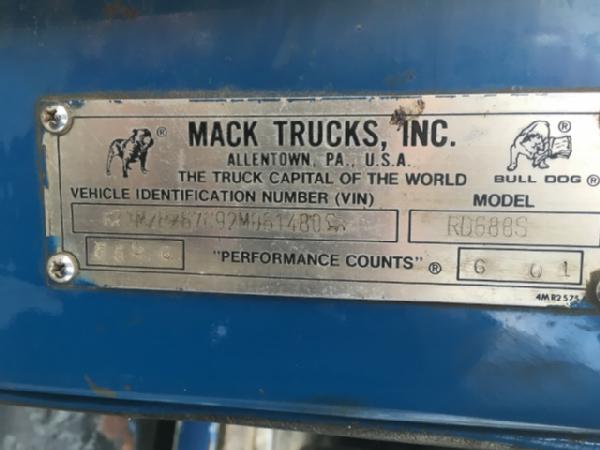 MACK TRUCKS, INC.
ALLENTOWN, PA., U.S.A.
THE TRUCK CAPITAL OF THE WORLD
BULL DOG®
VEHICLE IDENTIFICATION NUMBER (VIN)
MODEL
RD688S
"PERFORMANCE COUNTS"®
6 01
4MR2575